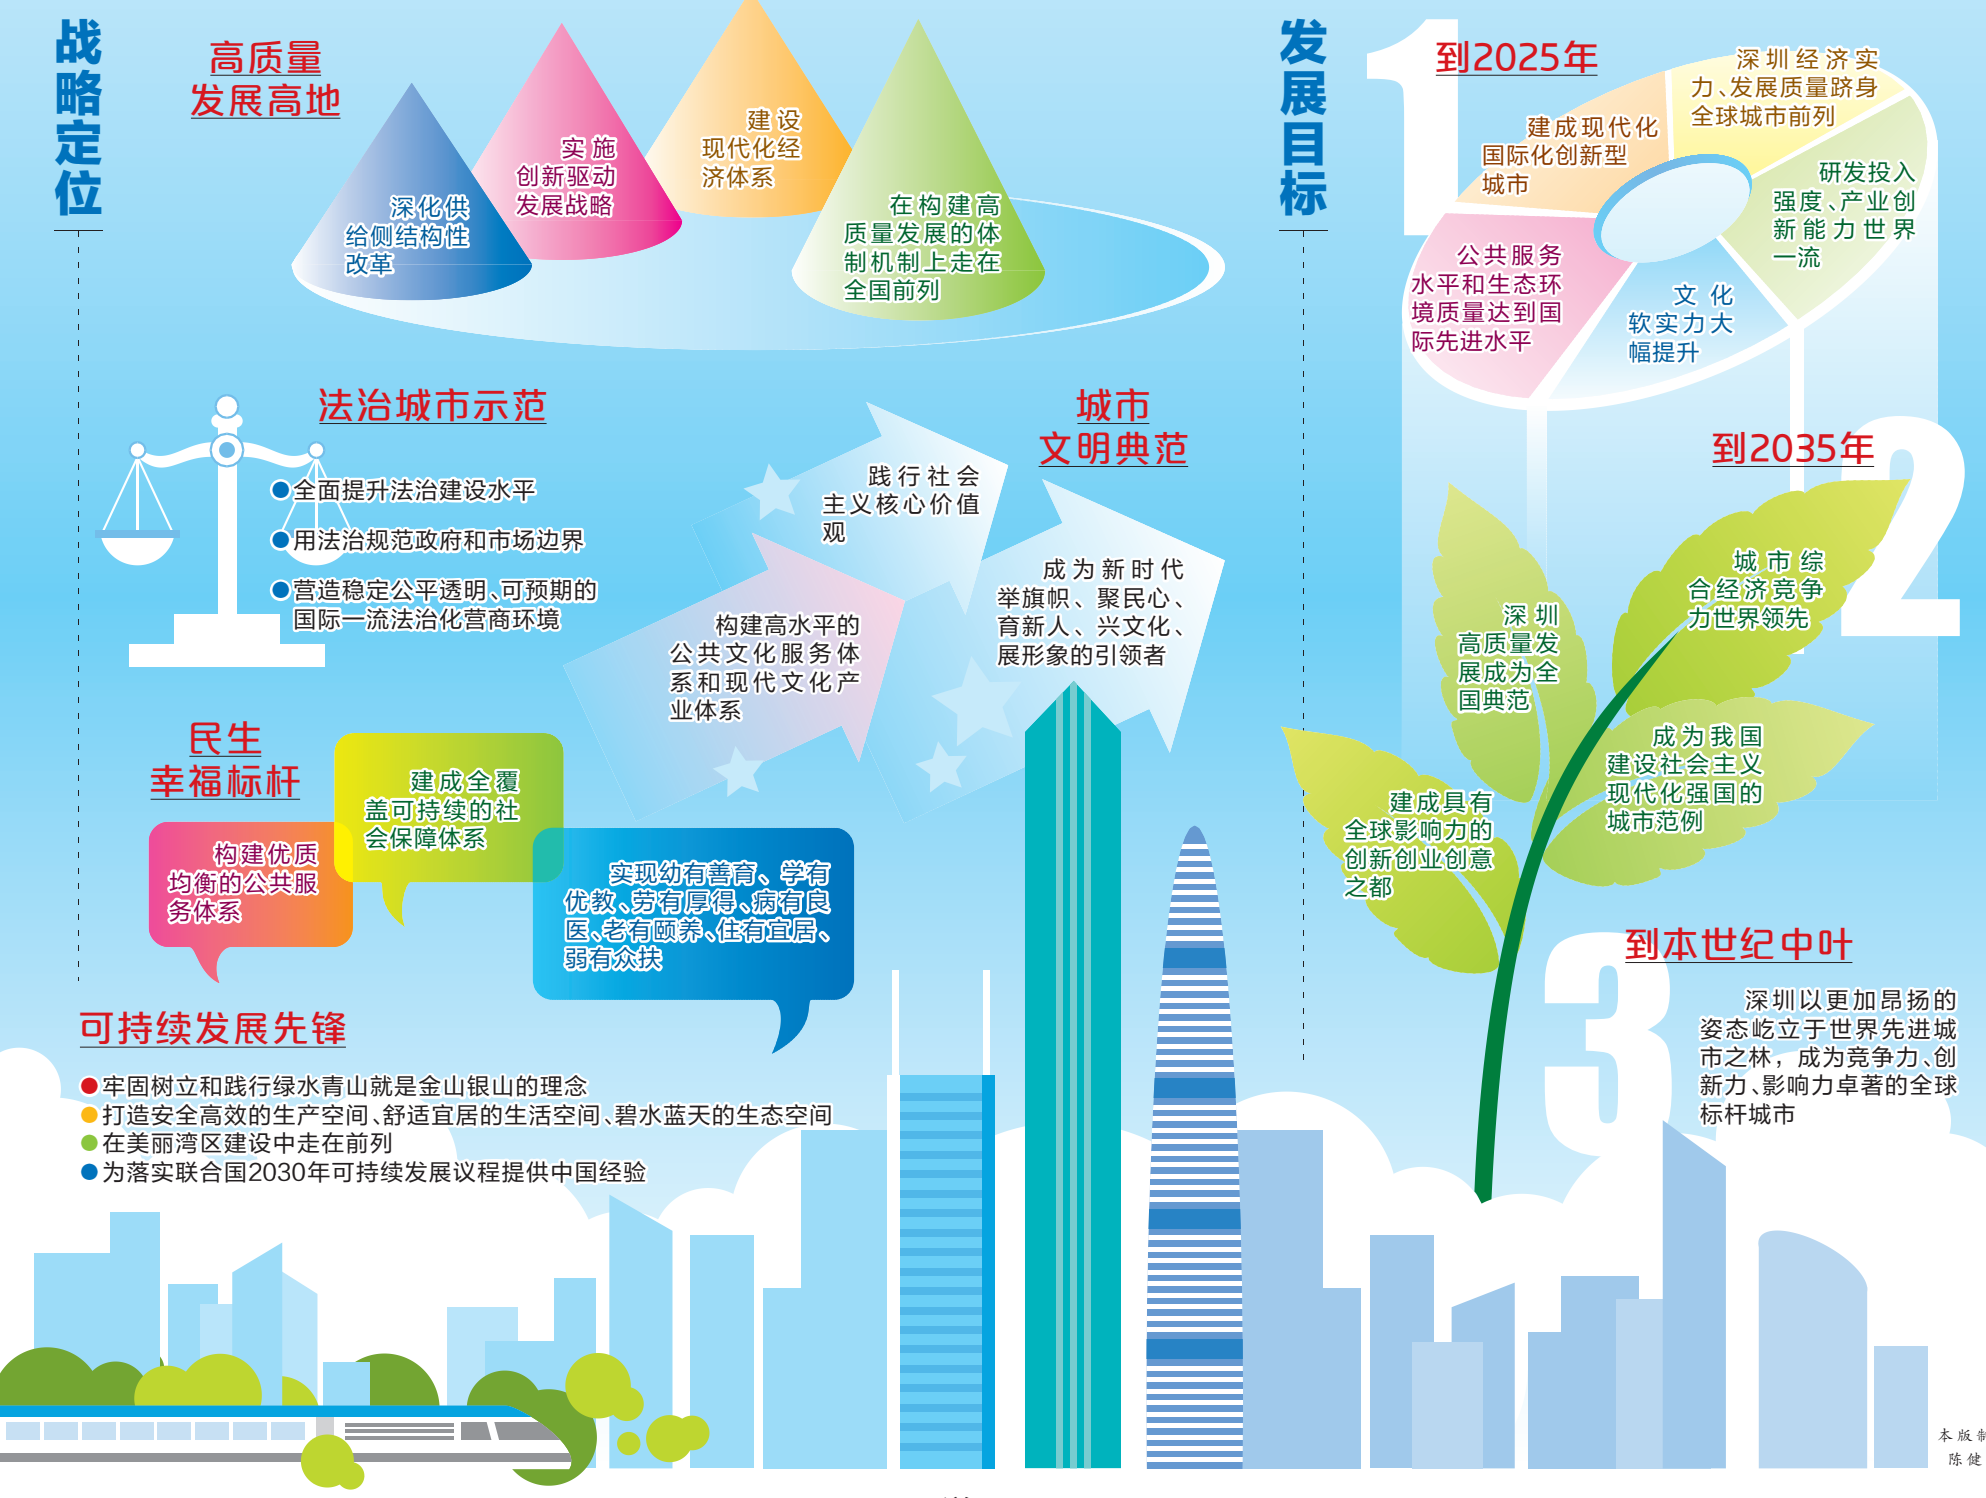 战略定位
高质量
发展高地
深化供
给侧结构性
改革
实施
创新驱动
发展战略
建设
现代化经
济体系
在构建高
质量发展的体
制机制上走在
全国前列
法治城市示范
全面提升法治建设水平
用法治规范政府和市场边界
营造稳定公平透明、可预期的
国际一流法治化营商环境
城市
文明典范
践行社会
主义核心价值
观
构建高水平的
公共文化服务体
系和现代文化产
业体系
成为新时代
举旗帜、聚民心、
育新人、兴文化、
展形象的引领者
民生
幸福标杆
构建优质
均衡的公共服
务体系
建成全覆
盖可持续的社
会保障体系
实现幼有善育、学有
优教、劳有厚得、病有良
医、老有颐养、住有宜居、
弱有众扶
可持续发展先锋
牢固树立和践行绿水青山就是金山银山的理念
打造安全高效的生产空间、舒适宜居的生活空间、碧水蓝天的生态空间
在美丽湾区建设中走在前列
为落实联合国2030年可持续发展议程提供中国经验
发展目标
1
到2025年
深圳经济实
力、发展质量跻身
全球城市前列
建成现代化
国际化创新型
城市
研发投入
强度、产业创
新能力世界
一流
公共服务
水平和生态环
境质量达到国
际先进水平
文化
软实力大
幅提升
2
到2035年
城市综
合经济竞争
力世界领先
深圳
高质量发
展成为全
国典范
成为我国
建设社会主义
现代化强国的
城市范例
建成具有
全球影响力的
创新创业创意
之都
3
到本世纪中叶
深圳以更加昂扬的
姿态屹立于世界先进城
市之林，成为竞争力、创
新力、影响力卓著的全球
标杆城市
本版制
陈健